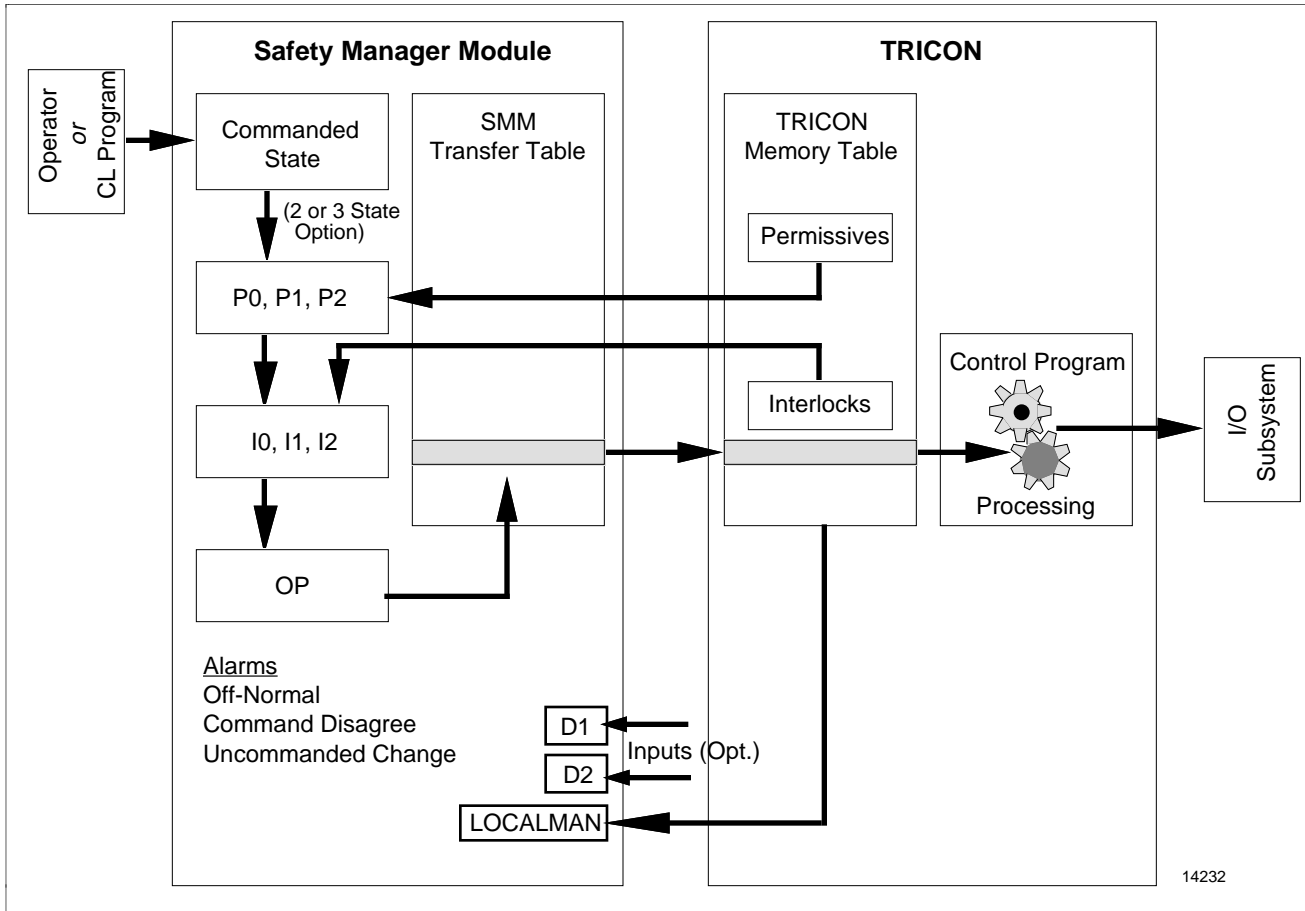 Operator
or
CL Program
Safety Manager Module
Commanded
State
(2 or 3 State
Option)
P0, P1, P2
I0, I1, I2
OP
SMM
Transfer Table
Alarms
Off-Normal
Command Disagree
Uncommanded Change
D1
D2
Inputs (Opt.)
LOCALMAN
TRICON
TRICON
Memory Table
Permissives
Interlocks
Control Program
Processing
I/O
Subsystem
14232